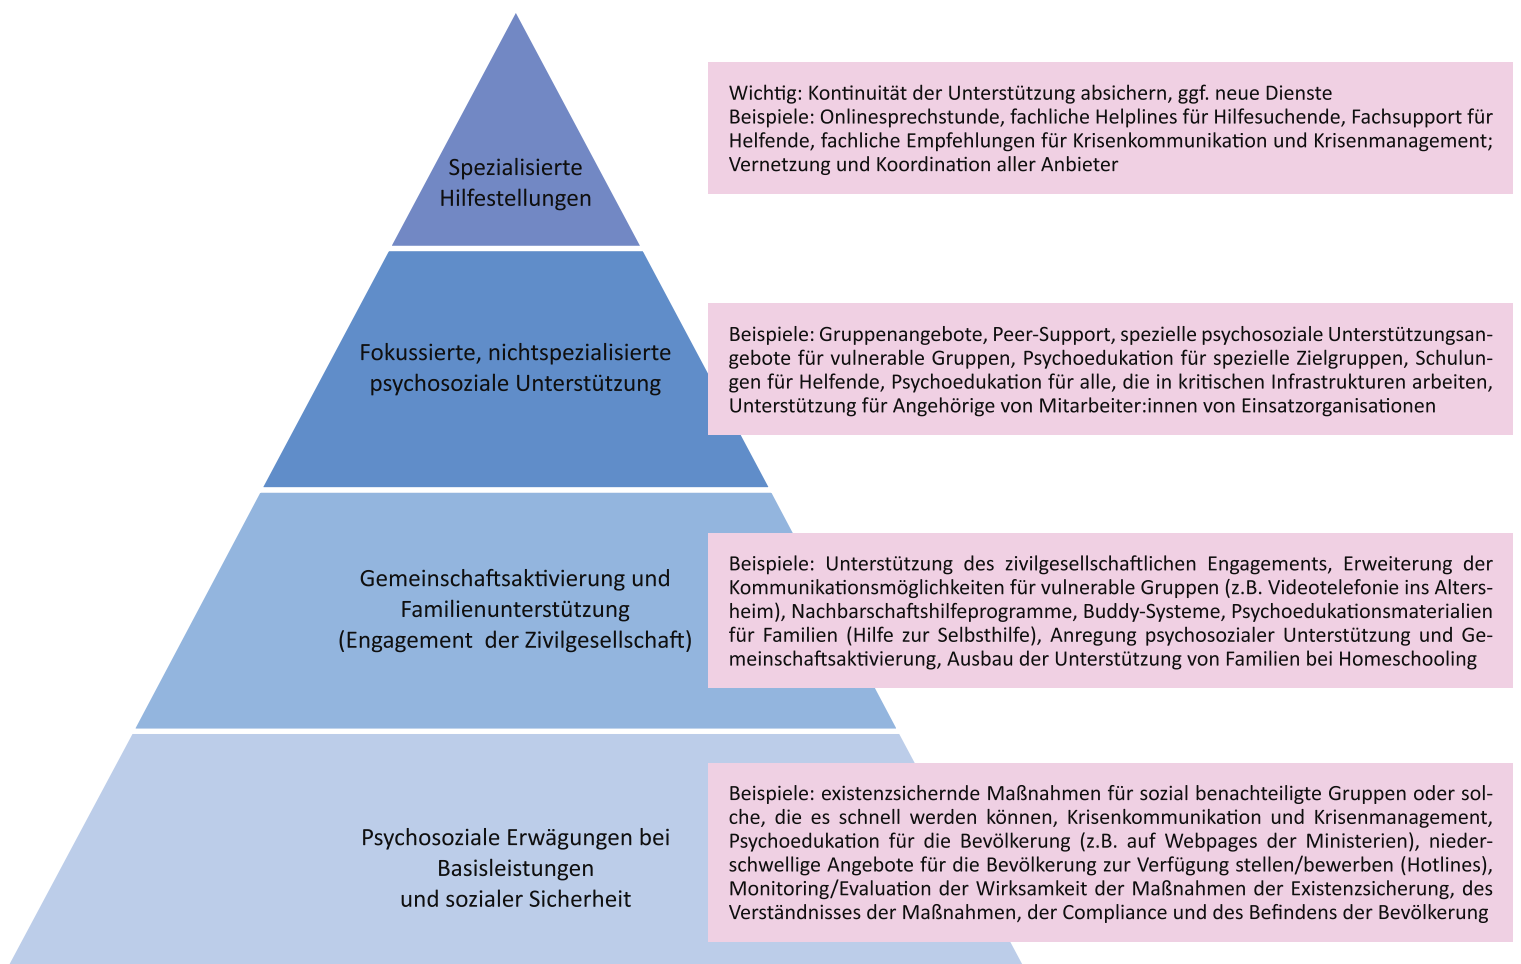 Spezialisierte
Hilfestellungen
Wichtig: Kontinuität der Unterstützung absichern, ggf. neue Dienste
Beispiele: Onlinesprechstunde, fachliche Helplines für Hilfesuchende, Fachsupport für
Helfende, fachliche Empfehlungen für Krisenkommunikation und Krisenmanagement;
Vernetzung und Koordination aller Anbieter
Fokussierte, nichtspezialisierte
psychosoziale Unterstützung
Beispiele: Gruppenangebote, Peer-Support, spezielle psychosoziale Unterstützungsan-
gebote für vulnerable Gruppen, Psychoedukation für spezielle Zielgruppen, Schulun-
gen für Helfende, Psychoedukation für alle, die in kritischen Infrastrukturen arbeiten,
Unterstützung für Angehörige von Mitarbeiter:innen von Einsatzorganisationen
Gemeinschaftsaktivierung und
Familienunterstützung
(Engagement  der Zivilgesellschaft)
Beispiele: Unterstützung des zivilgesellschaftlichen Engagements, Erweiterung der
Kommunikationsmöglichkeiten für vulnerable Gruppen (z.B. Videotelefonie ins Alters-
heim), Nachbarschaftshilfeprogramme, Buddy-Systeme, Psychoedukationsmaterialien
für Familien (Hilfe zur Selbsthilfe), Anregung psychosozialer Unterstützung und Ge-
meinschaftsaktivierung, Ausbau der Unterstützung von Familien bei Homeschooling
Psychosoziale Erwägungen bei
Basisleistungen
und sozialer Sicherheit
Beispiele: existenzsichernde Maßnahmen für sozial benachteiligte Gruppen oder sol-
che, die es schnell werden können, Krisenkommunikation und Krisenmanagement,
Psychoedukation für die Bevölkerung (z.B. auf Webpages der Ministerien), nieder-
schwellige Angebote für die Bevölkerung zur Verfügung stellen/bewerben (Hotlines),
Monitoring/Evaluation der Wirksamkeit der Maßnahmen der Existenzsicherung, des
Verständnisses der Maßnahmen, der Compliance und des Befindens der Bevölkerung